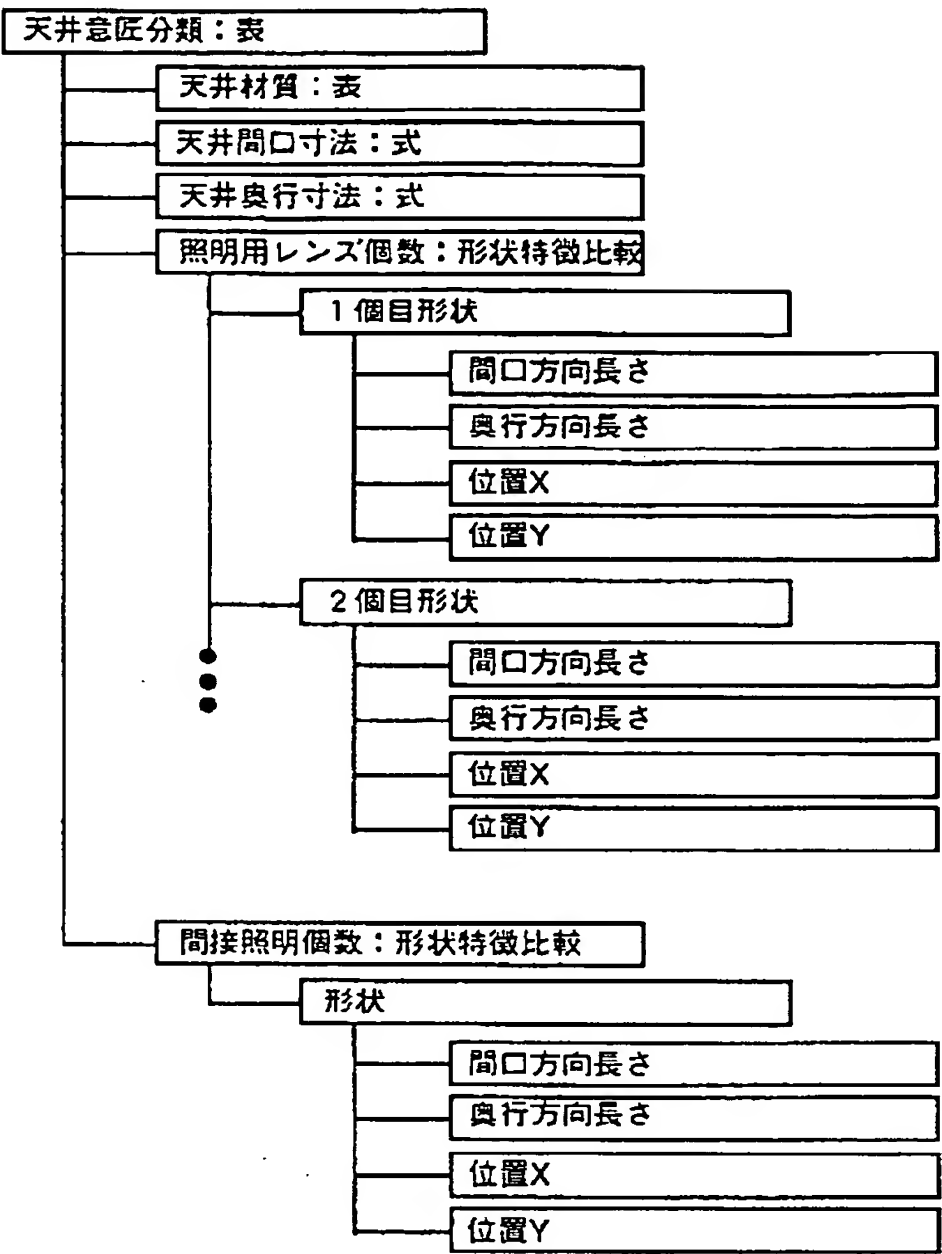 天井意匠分類：表
天井材質：表
天井間口寸法：式
天井奥行寸法：式
照明用レンズ個数：形状特徴比較
1個目形状
間口方向長さ
奥行方向長さ
位置X
位置Y
2個目形状
間口方向長さ
奥行方向長さ
位置X
位置Y
間接照明個数：形状特徴比較
形状
間口方向長さ
奥行方向長さ
位置X
位置Y